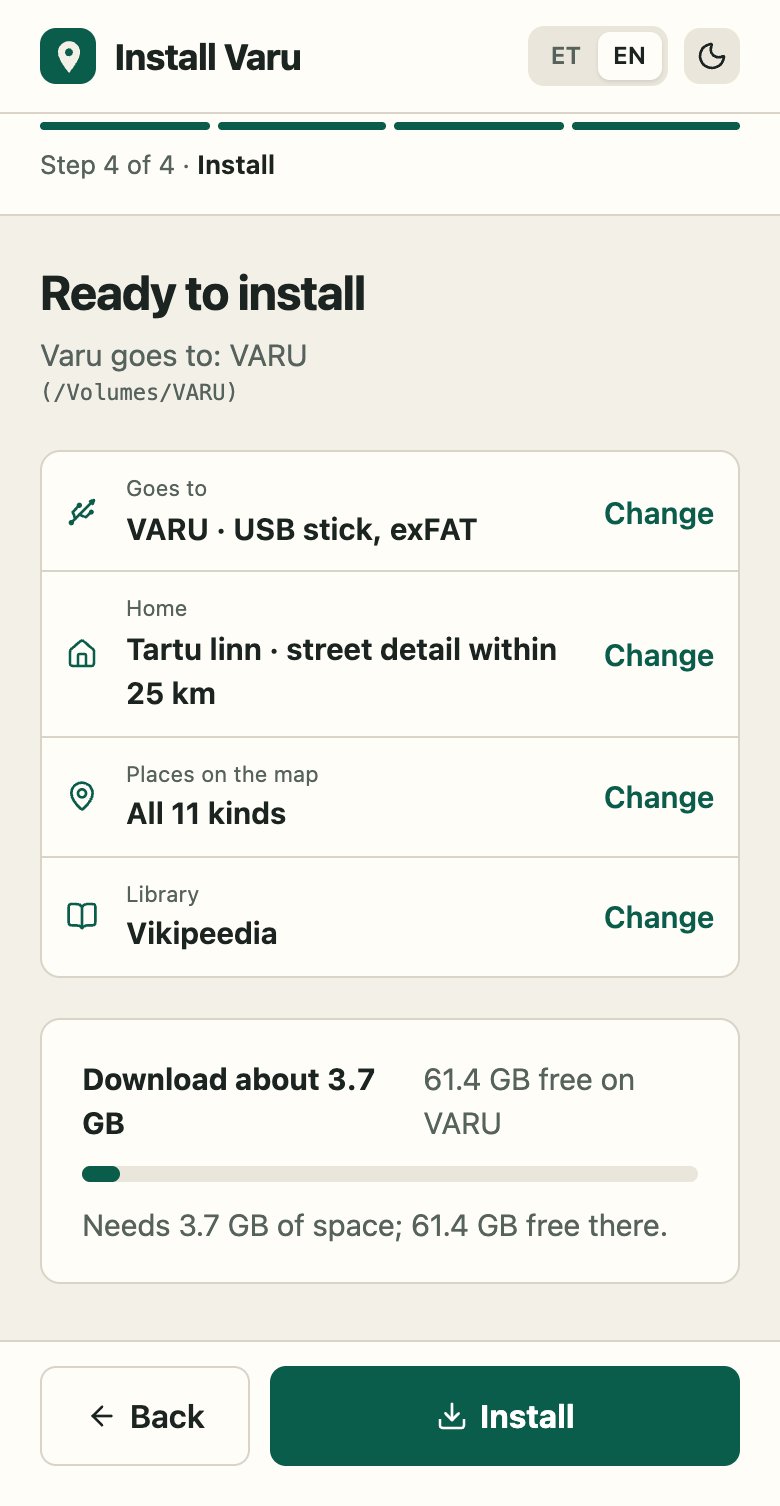 Install Varu
ET EN
Step 4 of 4 · Install
Ready to install
Varu goes to: VARU
(/Volumes/VARU)
Goes to
VARU · USB stick, exFAT
Change
Home
Tartu linn · street detail within
25 km
Change
Places on the map
All 11 kinds
Change
Library
Vikipeedia
Change
Download about 3.7
GB
61.4 GB free on
VARU
Needs 3.7 GB of space; 61.4 GB free there.
Back
Install